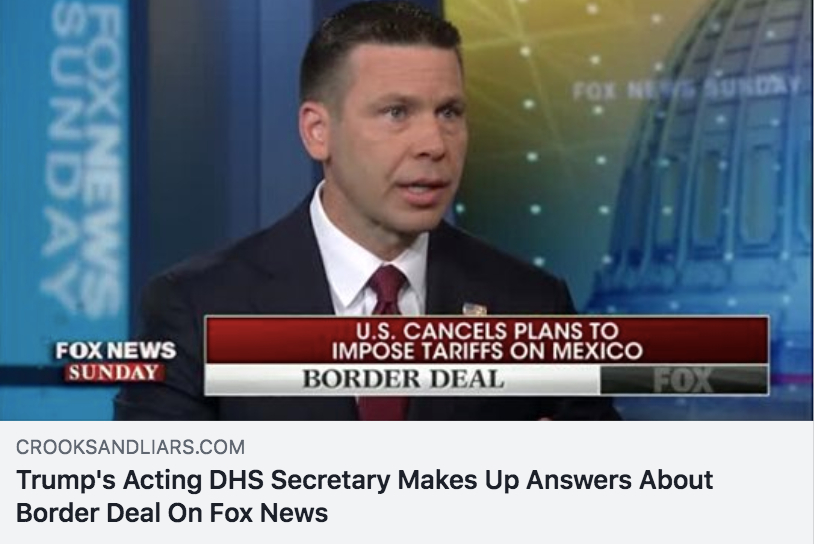 FOX NEWS
SUNDAY
FOX NEWS SUNDAY
U.S. CANCELS PLANS TO
IMPOSE TARIFFS ON MEXICO
FOX NEWS
SUNDAY
BORDER DEAL
FOX
CROOKSANDLIARS.COM
Trump's Acting DHS Secretary Makes Up Answers About
Border Deal On Fox News